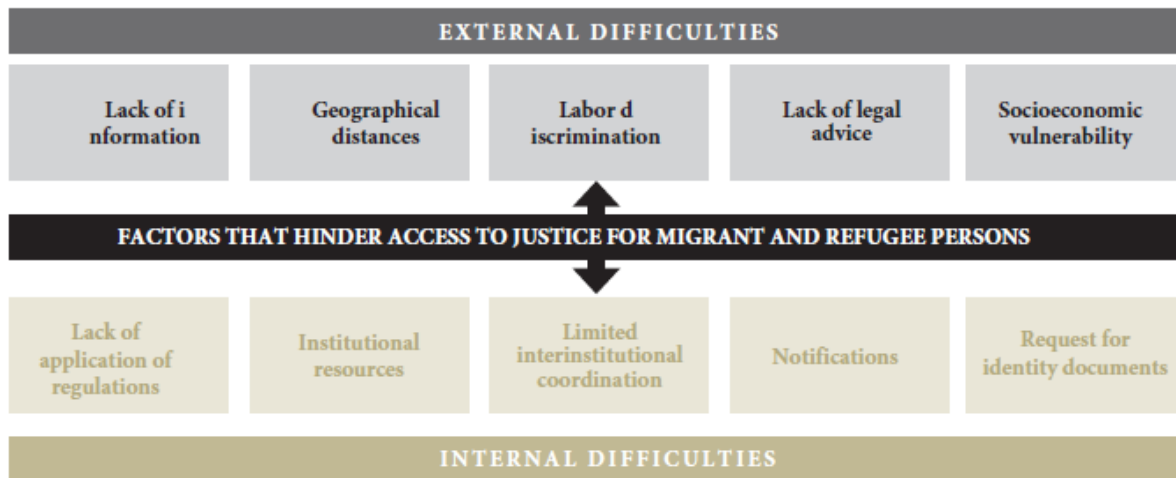 EXTERNAL DIFFICULTIES
Lack of i
nformation
Geographical
distances
Labor d
iscrimination
Lack of legal
advice
Socioeconomic
vulnerability
FACTORS THAT HINDER ACCESS TO JUSTICE FOR MIGRANT AND REFUGEE PERSONS
Lack of
application of
regulations
Institutional
resources
Limited
interinstitutional
coordination
Notifications
Request for
identity documents
INTERNAL DIFFICULTIES